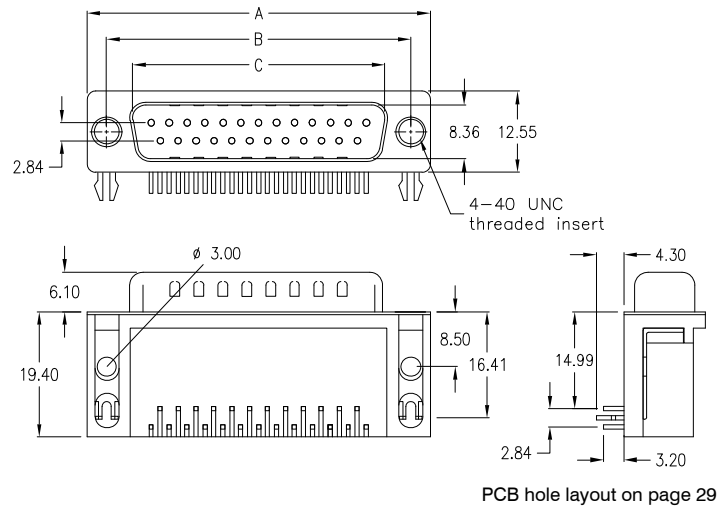 A
B
C
8.36
12.55
2.84
4-40 UNC
threaded insert
ø 3.00
4.30
6.10
8.50
16.41
14.99
19.40
2.84
3.20
PCB hole layout on page 29